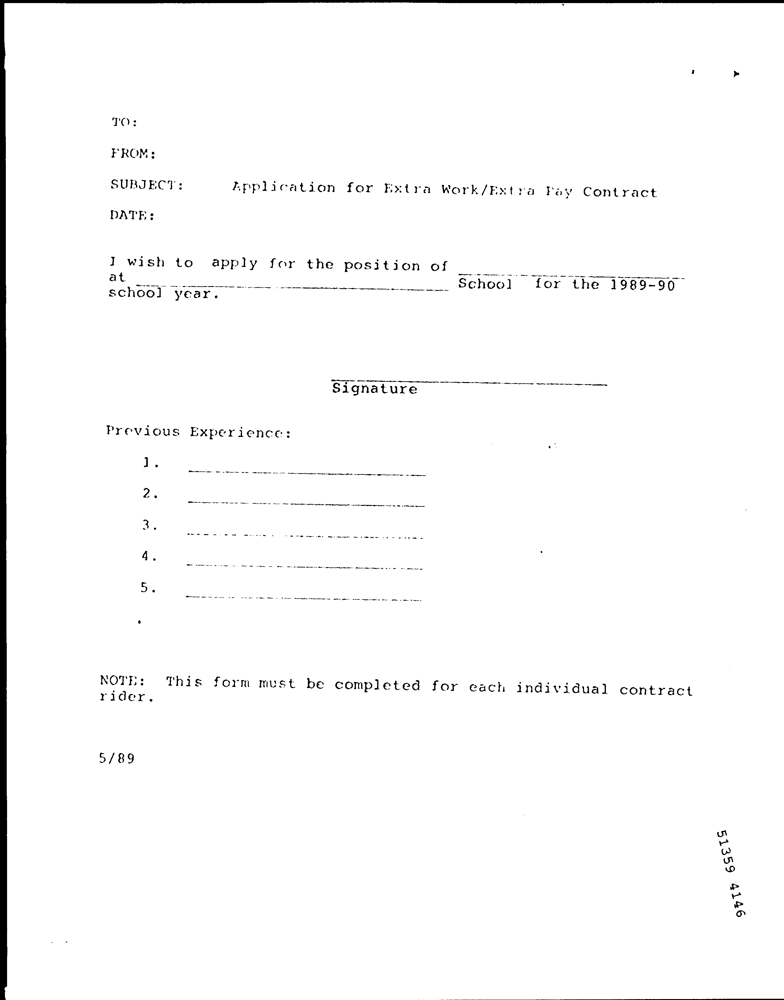 TO:
FROM:
SUBJECT: Application for Extra Work/Extra Pay Contract
DATE:
I wish to apply for the position of
at School for the 1989-90
school year.
Signature
Previous Experience:
1.
2.
3.
4.
5.
NOTE: This form must be completed for each individual contract
rider.
5/89
51359 4146